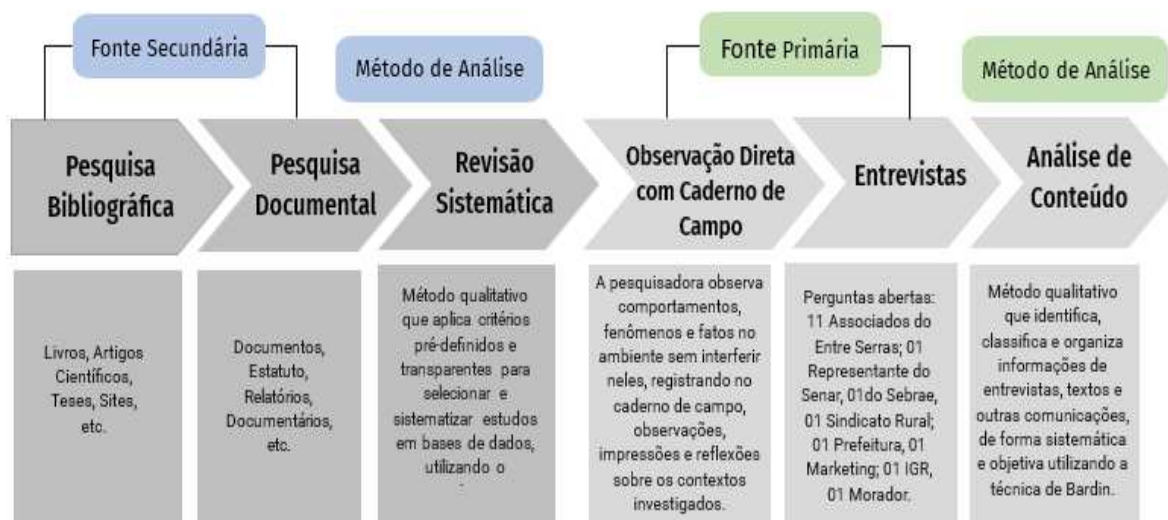 Fonte Secundária
Método de Análise
Fonte Primária
Método de Análise
Pesquisa
Bibliográfica
Pesquisa
Documental
Revisão
Sistemática
Observação Direta
com Caderno de
Campo
Entrevistas
Análise de
Conteúdo
Livros, Artigos
Científicos,
Teses, Sites,
etc.
Documentos,
Estatuto,
Relatórios,
Documentários,
etc.
Método qualitativo
que aplica critérios
pré-definidos e
transparentes para
selecionar e
sistematizar estudos
em bases de dados,
utilizando o
A pesquisadora observa
comportamentos,
fenômenos e fatos no
ambiente sem interferir
neles, registrando no
caderno de campo,
observações,
impressões e reflexões
sobre os contextos
investigados.
Perguntas abertas:
11 Associados do
Entre Serras; 01
Representante do
Senar, 01do Sebrae,
01 Sindicato Rural;
01 Prefeitura, 01
Marketing; 01 IGR,
01 Morador.
Método qualitativo
que identifica,
classifica e organiza
informações de
entrevistas, textos e
outras comunicações,
de forma sistemática
e objetiva utilizando a
técnica de Bardin.